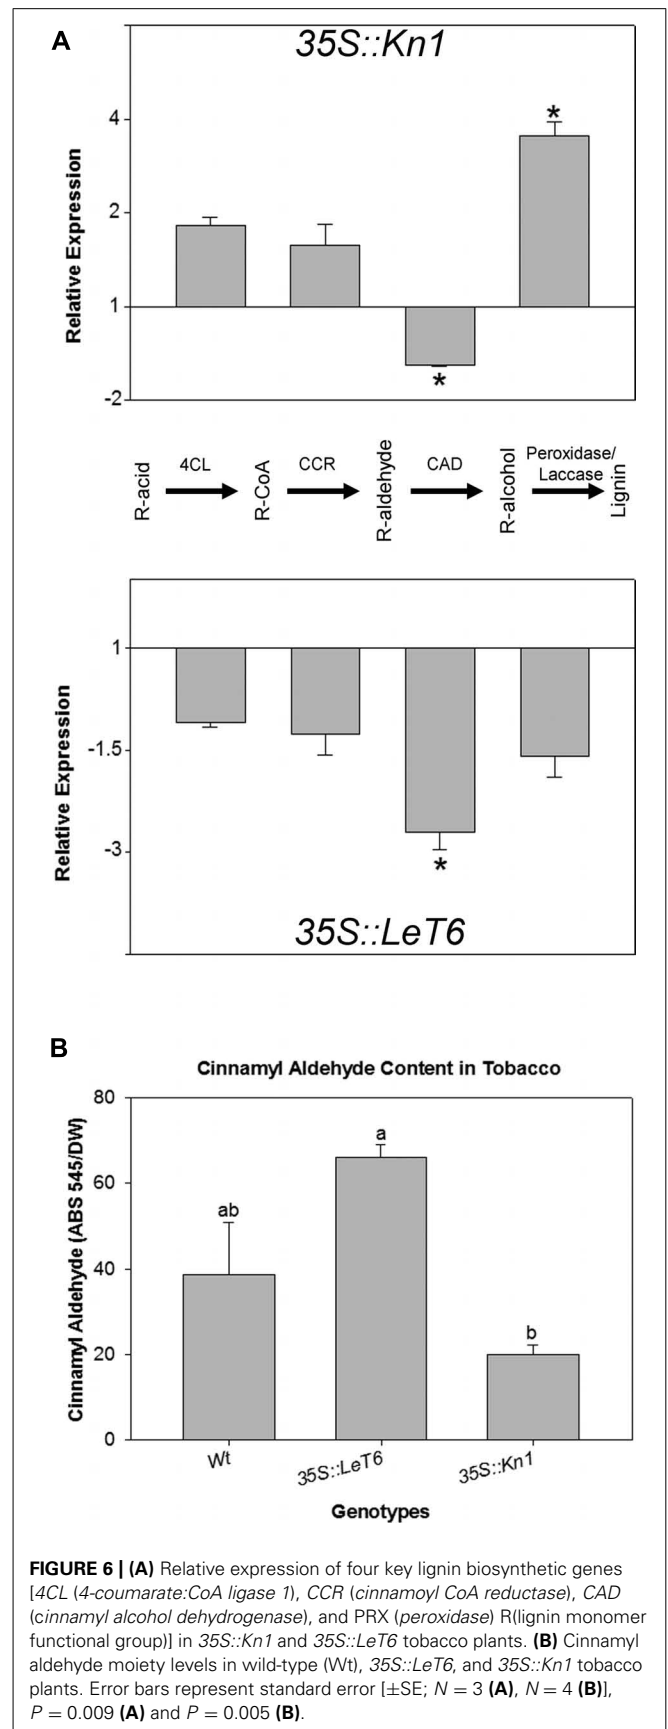 A
35S::Kn1
Relative Expression
4
2
1
-2
*
*
R-acid
4CL
R-CoA
CCR
R-aldehyde
CAD
R-alcohol
Peroxidase/
Laccase
Lignin
Relative Expression
1
-1.5
-3
*
35S::LeT6
B
Cinnamyl Aldehyde Content in Tobacco
Cinnamyl Aldehyde (ABS 545/DW)
80
60
40
20
0
ab
a
b
Wt
35S::LeT6
35S::Kn1
Genotypes
FIGURE 6 | (A) Relative expression of four key lignin biosynthetic genes
[4CL (4-coumarate:CoA ligase 1), CCR (cinnamoyl CoA reductase), CAD
(cinnamyl alcohol dehydrogenase), and PRX (peroxidase) R(lignin monomer
functional group)] in 35S::Kn1 and 35S::LeT6 tobacco plants. (B) Cinnamyl
aldehyde moiety levels in wild-type (Wt), 35S::LeT6, and 35S::Kn1 tobacco
plants. Error bars represent standard error [±SE; N = 3 (A), N = 4 (B)],
P = 0.009 (A) and P = 0.005 (B).